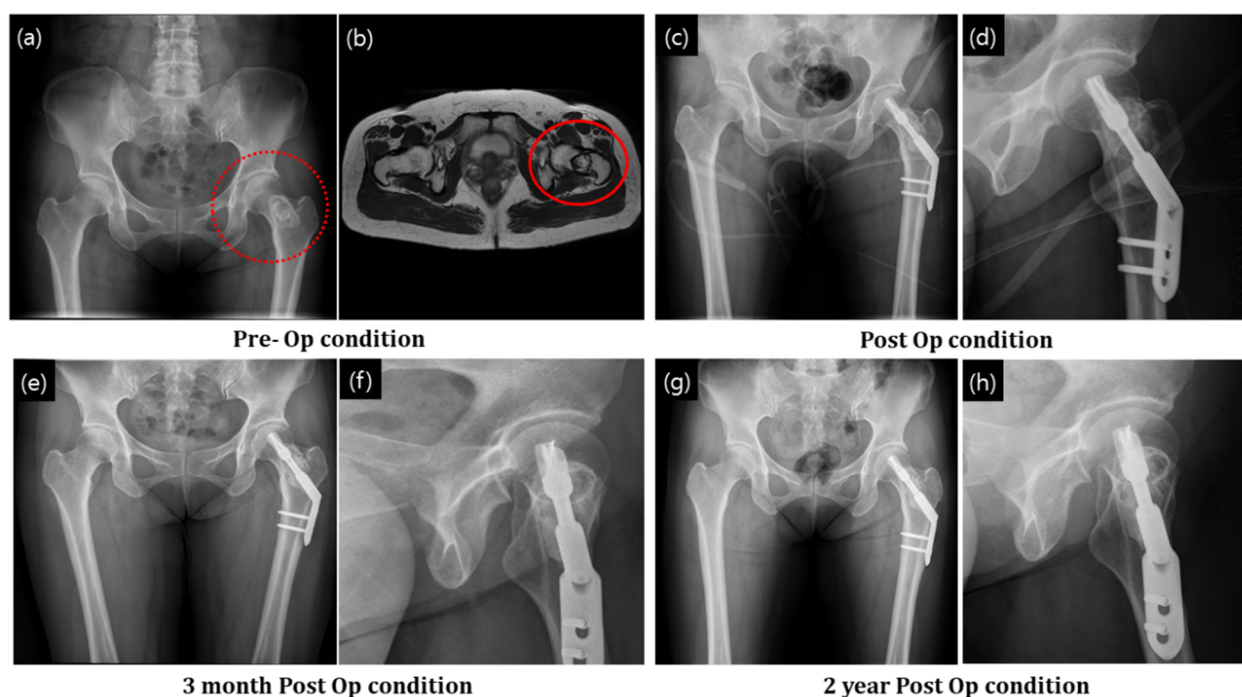 (a)
(b)
(c)
(d)
Pre- Op condition
Post Op condition
(e)
(f)
(g)
(h)
3 month Post Op condition
2 year Post Op condition